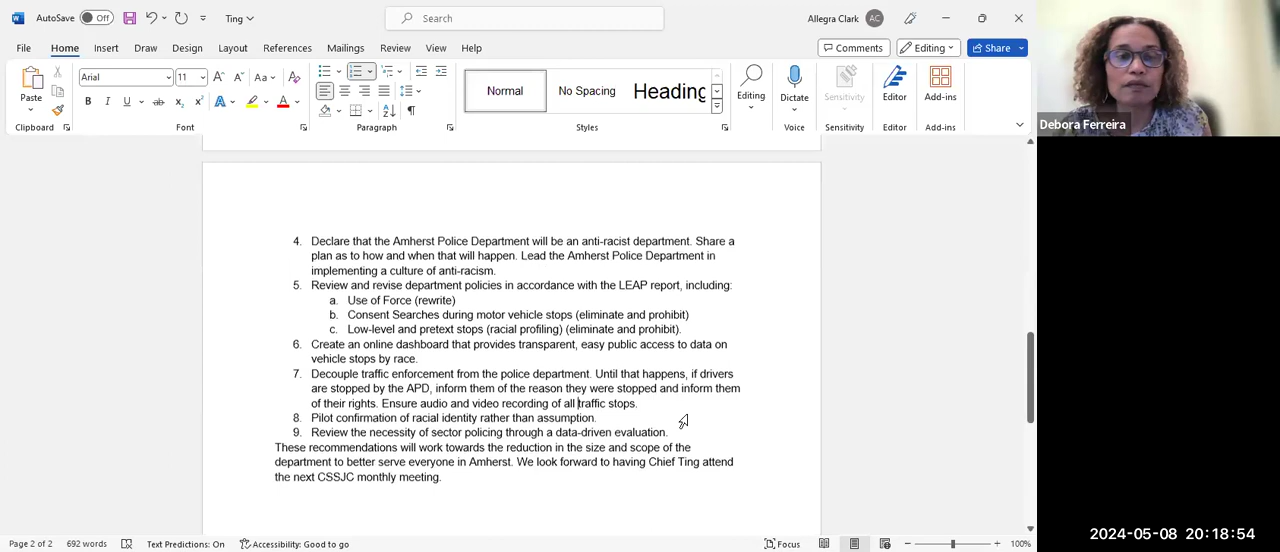 AutoSave Off Ting Search Allegra Clark AC
File Home Insert Draw Design Layout References Mailings Review View Help Comments Editing Share
Arial 11 Aa
Paste B I U ab x₂ x² A A Normal No Spacing Heading Editing Dictate Sensitivity Editor Add-ins
Clipboard Font Paragraph Styles Voice Sensitivity Editor Add-ins
Debora Ferreira
4. Declare that the Amherst Police Department will be an anti-racist department. Share a
plan as to how and when that will happen. Lead the Amherst Police Department in
implementing a culture of anti-racism.
5. Review and revise department policies in accordance with the LEAP report, including:
a. Use of Force (rewrite)
b. Consent Searches during motor vehicle stops (eliminate and prohibit)
c. Low-level and pretext stops (racial profiling) (eliminate and prohibit).
6. Create an online dashboard that provides transparent, easy public access to data on
vehicle stops by race.
7. Decouple traffic enforcement from the police department. Until that happens, if drivers
are stopped by the APD, inform them of the reason they were stopped and inform them
of their rights. Ensure audio and video recording of all traffic stops.
8. Pilot confirmation of racial identity rather than assumption.
9. Review the necessity of sector policing through a data-driven evaluation.
These recommendations will work towards the reduction in the size and scope of the
department to better serve everyone in Amherst. We look forward to having Chief Ting attend
the next CSSJC monthly meeting.
Page 2 of 2 692 words Text Predictions: On Accessibility: Good to go Focus 100%
2024-05-08 20:18:54